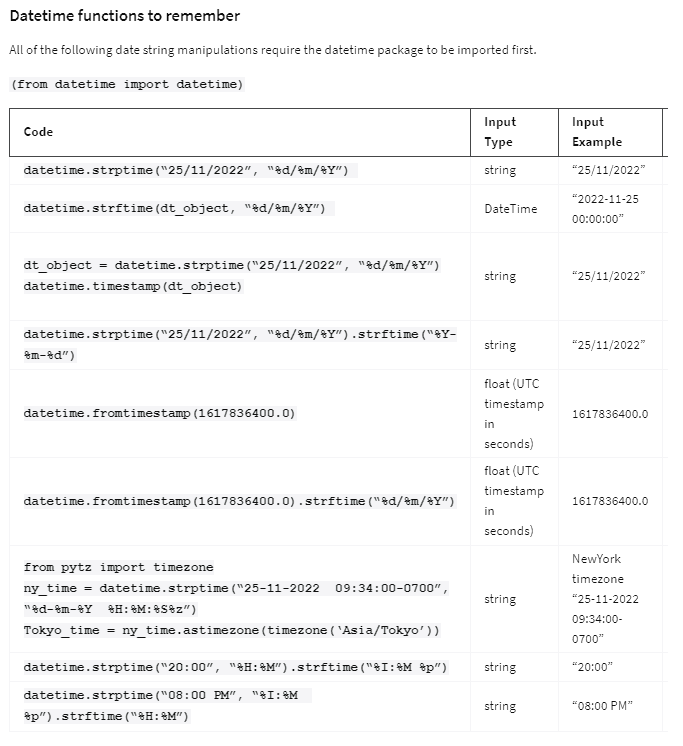 Datetime functions to remember
All of the following date string manipulations require the datetime package to be imported first.
(from datetime import datetime)
Code
Input
Type
Input
Example
datetime.strptime(“25/11/2022”, “%d/%m/%Y”)
string
“25/11/2022”
datetime.strftime(dt_object, “%d/%m/%Y”)
DateTime
“2022-11-25
00:00:00”
dt_object = datetime.strptime(“25/11/2022”, “%d/%m/%Y”)
datetime.timestamp(dt_object)
string
“25/11/2022”
datetime.strptime(“25/11/2022”, “%d/%m/%Y”).strftime(“%Y-
%m-%d”)
string
“25/11/2022”
datetime.fromtimestamp(1617836400.0)
float (UTC
timestamp
in
seconds)
1617836400.0
datetime.fromtimestamp(1617836400.0).strftime(“%d/%m/%Y”)
float (UTC
timestamp
in
seconds)
1617836400.0
from pytz import timezone
ny_time = datetime.strptime(“25-11-2022  09:34:00-0700”,
“%d-%m-%Y  %H:%M:%S%z”)
Tokyo_time = ny_time.astimezone(timezone(‘Asia/Tokyo’))
string
NewYork
timezone
“25-11-2022
09:34:00-
0700”
datetime.strptime(“20:00”, “%H:%M”).strftime(“%I:%M %p”)
string
“20:00”
datetime.strptime(“08:00 PM”, “%I:%M
%p”).strftime(“%H:%M”)
string
“08:00 PM”